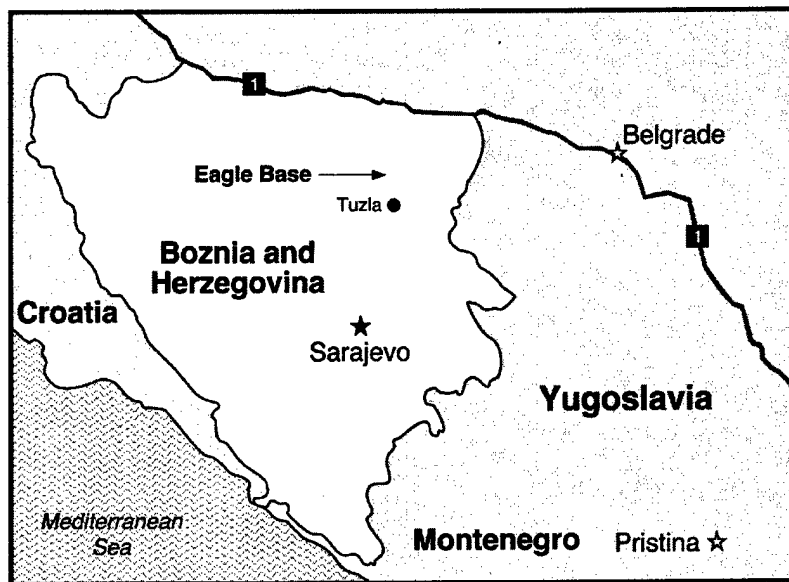 1
Belgrade
Eagle Base
Tuzla
1
Boznia and
Herzegovina
Croatia
Sarajevo
Yugoslavia
Mediterranean
Sea
Montenegro
Pristina